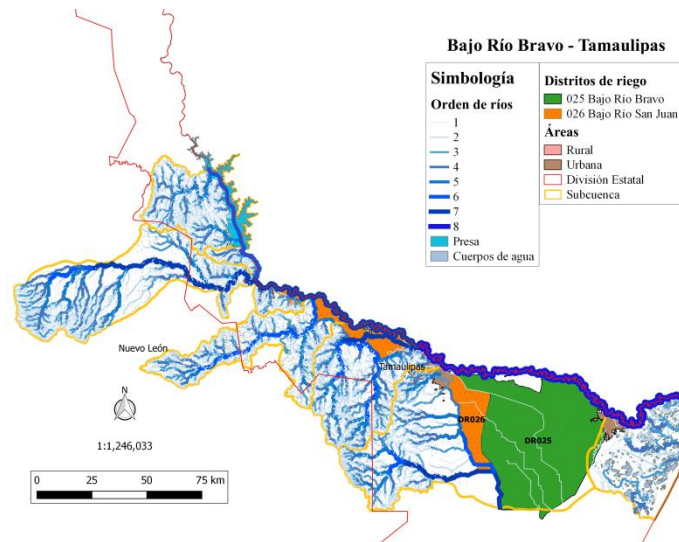 Bajo Río Bravo - Tamaulipas
Simbología
Orden de ríos
1
2
3
4
5
6
7
8
Presa
Cuerpos de agua
Distritos de riego
025 Bajo Río Bravo
026 Bajo Río San Juan
Áreas
Rural
Urbana
División Estatal
Subcuenca
Nuevo León
Tamaulipas
DR026
DR025
N
1:1,246,033
0 25 50 75 km